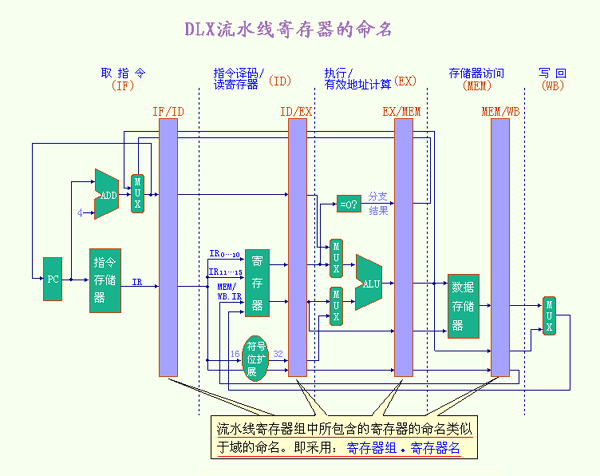 DLX流水线寄存器的命名
取 指 令
(IF)
指令译码/
读寄存器 (ID)
执行/
有效地址计算 (EX)
存储器访问
(MEM)
写 回
(WB)
IF/ID
ID/EX
EX/MEM
MEM/WB
ADD
MUX
4
=0?
分支
结果
PC
指令
存储
器
IR
IR6…10
IR11…15
MEM/
WB.IR
寄
存
器
MUX
MUX
ALU
数据
存储
器
MUX
16
符号
位扩
展
32
流水线寄存器组中所包含的寄存器的命名类似
于域的命名。即采用：寄存器组．寄存器名